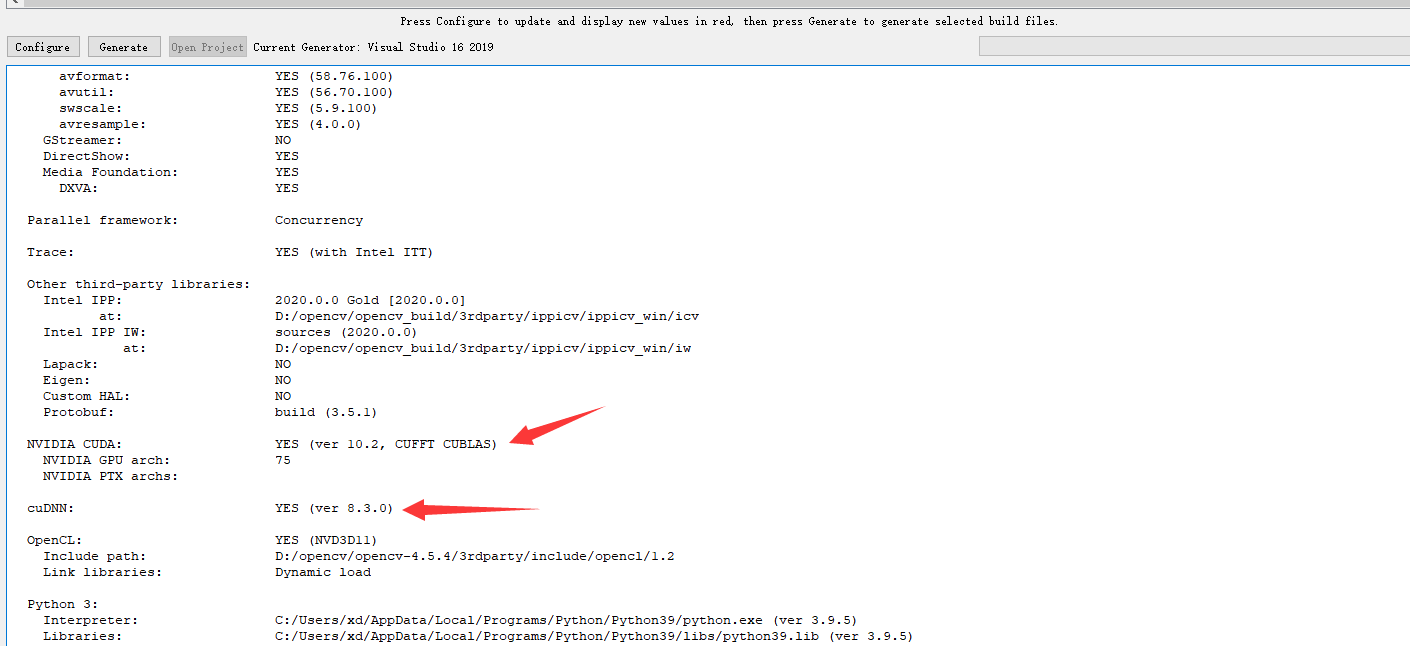 Press Configure to update and display new values in red, then press Generate to generate selected build files.
Configure Generate Open Project Current Generator: Visual Studio 16 2019
avformat: YES (58.76.100)
avutil: YES (56.70.100)
swscale: YES (5.9.100)
avresample: YES (4.0.0)
GStreamer: NO
DirectShow: YES
Media Foundation: YES
DXVA: YES
Parallel framework: Concurrency
Trace: YES (with Intel ITT)
Other third-party libraries:
Intel IPP: 2020.0.0 Gold [2020.0.0]
at: D:/opencv/opencv_build/3rdparty/ippicv/ippicv_win/icv
Intel IPP IW: sources (2020.0.0)
at: D:/opencv/opencv_build/3rdparty/ippicv/ippicv_win/iw
Lapack: NO
Eigen: NO
Custom HAL: NO
Protobuf: build (3.5.1)
NVIDIA CUDA: YES (ver 10.2, CUFFT CUBLAS)
NVIDIA GPU arch: 75
NVIDIA PTX archs:
cuDNN: YES (ver 8.3.0)
OpenCL: YES (NVD3D11)
Include path: D:/opencv/opencv-4.5.4/3rdparty/include/opencl/1.2
Link libraries: Dynamic load
Python 3:
Interpreter: C:/Users/xd/AppData/Local/Programs/Python/Python39/python.exe (ver 3.9.5)
Libraries: C:/Users/xd/AppData/Local/Programs/Python/Python39/libs/python39.lib (ver 3.9.5)